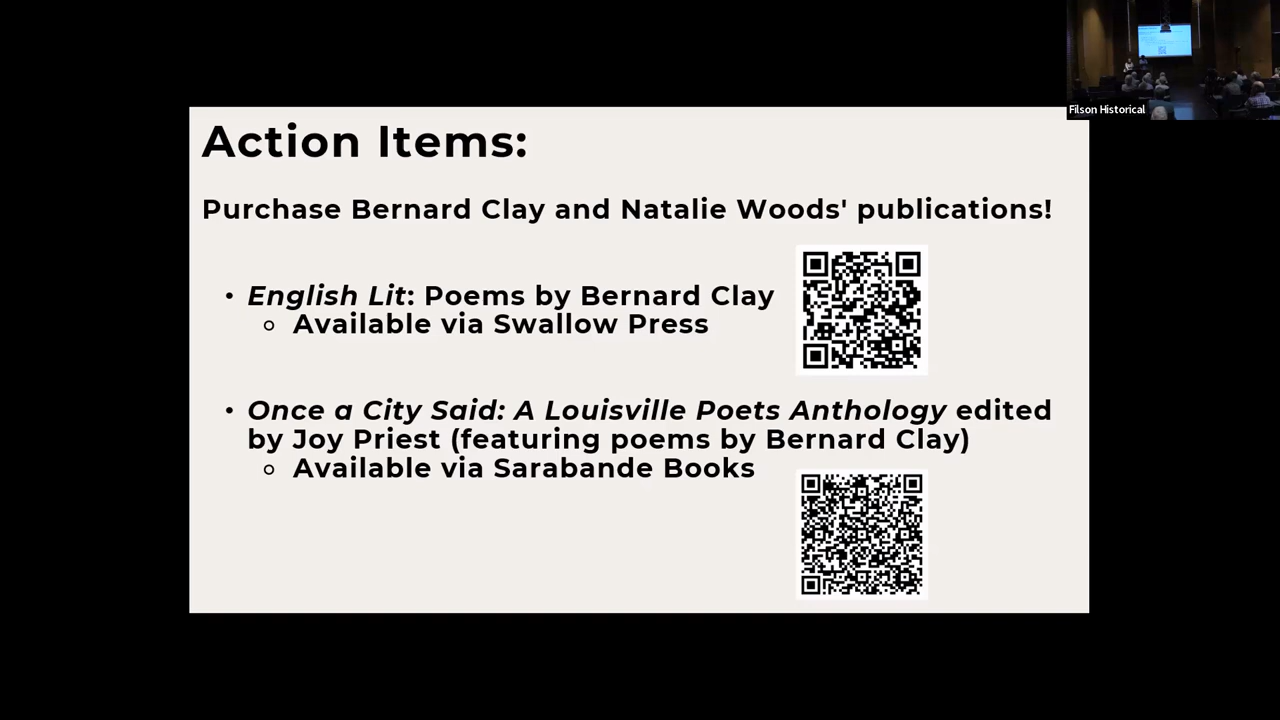 Filson Historical
Action Items:
Purchase Bernard Clay and Natalie Woods' publications!
• English Lit: Poems by Bernard Clay
○ Available via Swallow Press
• Once a City Said: A Louisville Poets Anthology edited
by Joy Priest (featuring poems by Bernard Clay)
○ Available via Sarabande Books